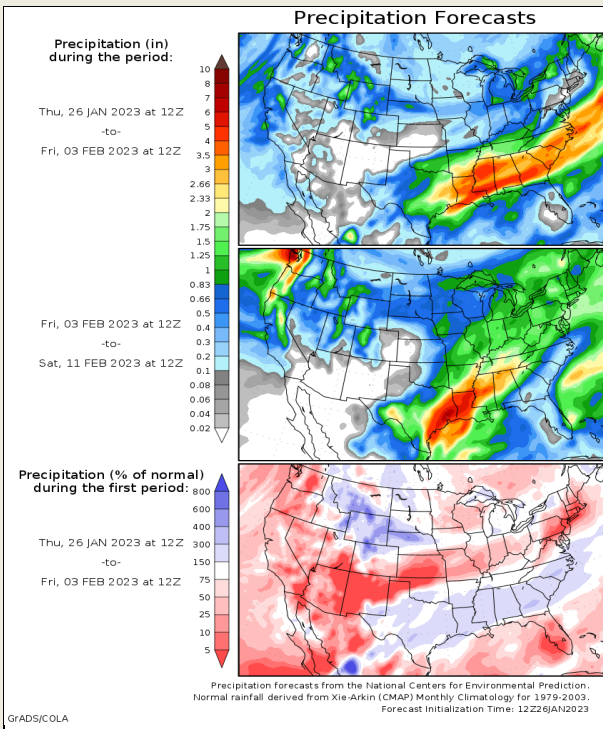 Precipitation Forecasts
Precipitation (in)
during the period:
Thu, 26 JAN 2023 at 12Z
-to-
Fri, 03 FEB 2023 at 12Z
10
8
7
6
5
4
3.5
3
2.66
2.33
2
1.75
1.5
1.25
1
0.83
0.66
0.5
0.4
0.3
0.2
0.1
0.08
0.06
0.04
0.02
Fri, 03 FEB 2023 at 12Z
-to-
Sat, 11 FEB 2023 at 12Z
Precipitation (% of normal)
during the first period:
Thu, 26 JAN 2023 at 12Z
-to-
Fri, 03 FEB 2023 at 12Z
800
600
400
300
150
75
50
25
10
5
Precipitation forecasts from the National Centers for Environmental Prediction.
Normal rainfall derived from Xie-Arkin (CMAP) Monthly Climatology for 1979-2003.
Forecast Initialization Time: 12Z26JAN2023
GrADS/COLA